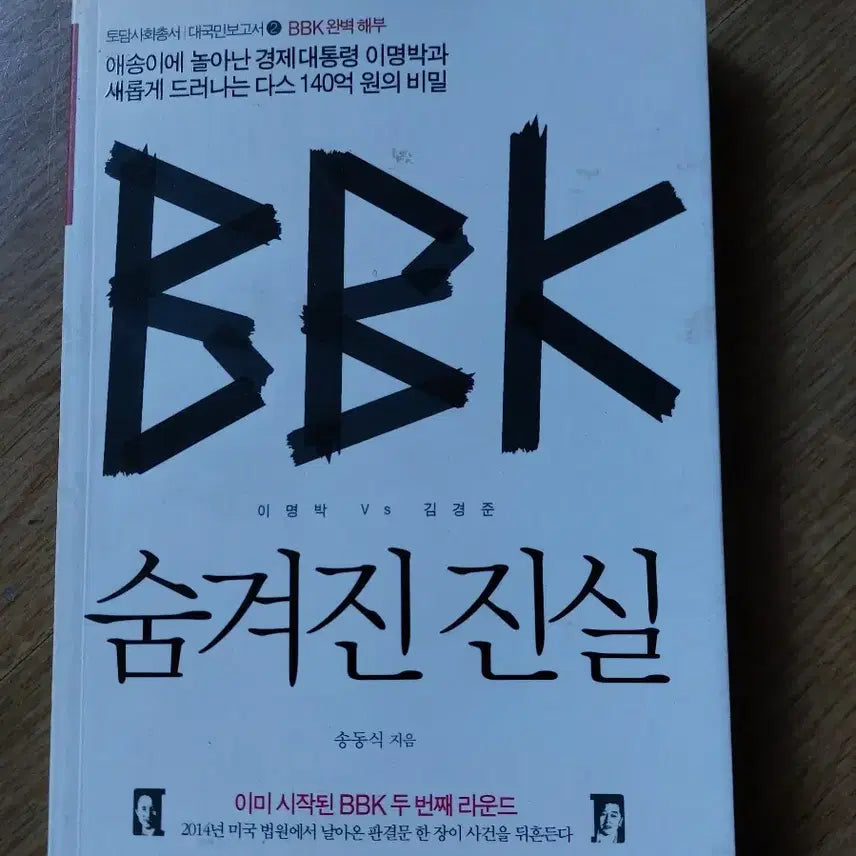 토담사회총서 | 대국민보고서 ❷ BBK 완벽 해부
애송이에 놀아난 경제대통령 이명박과
새롭게 드러나는 다스 140억 원의 비밀
BBK
이명박 Vs 김경준
숨겨진 진실
송동식 지음
이미 시작된 BBK 두 번째 라운드
2014년 미국 법원에서 날아온 판결문 한 장이 사건을 뒤흔든다